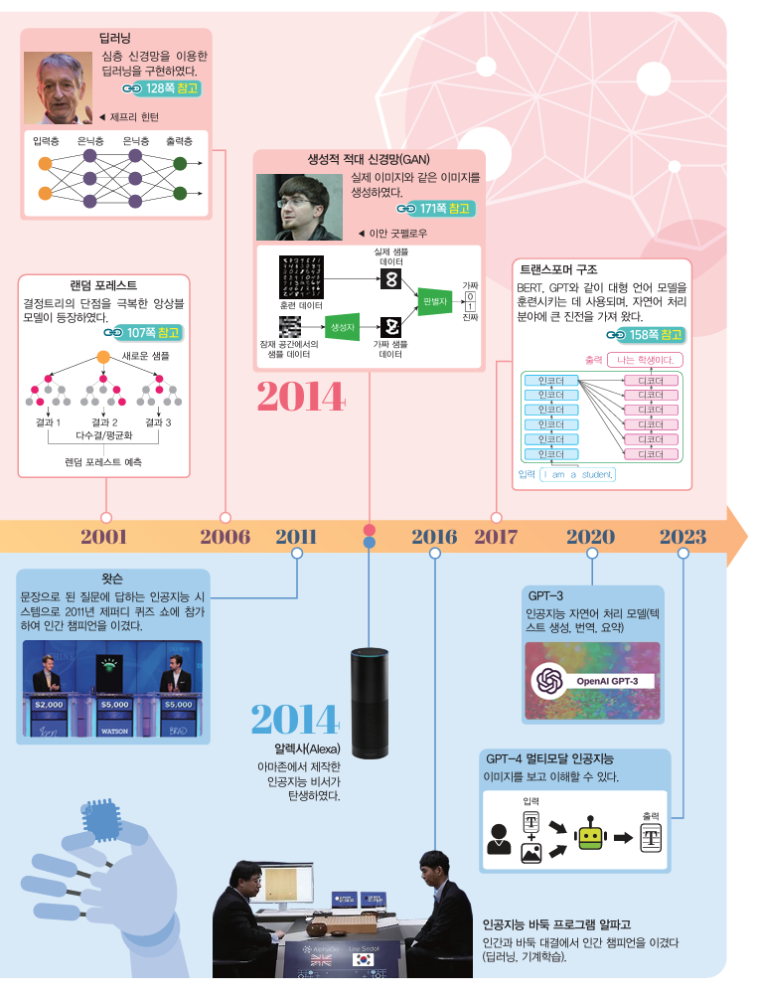 딥러닝
심층 신경망을 이용한
딥러닝을 구현하였다.
128쪽 참고
◀ 제프리 힌턴
입력층 은닉층 은닉층 출력층
랜덤 포레스트
결정트리의 단점을 극복한 앙상블
모델이 등장하였다.
107쪽 참고
새로운 샘플
결과 1 결과 2 결과 3
다수결/평균화
렌덤 포레스트 예측
생성적 적대 신경망(GAN)
실제 이미지와 같은 이미지를
생성하였다.
171쪽 참고
◀ 이안 굿펠로우
실제 샘플
데이터
훈련 데이터
판별자
가짜
0
1
진짜
생성자
잠재 공간에서의
샘플 데이터
가짜 샘플
데이터
2014
트랜스포머 구조
BERT, GPT와 같이 대형 언어 모델을
훈련시키는 데 사용되며, 자연어 처리
분야에 큰 진전을 가져 왔다.
158쪽 참고
출력 나는 학생이다.
인코더 디코더
인코더 디코더
인코더 디코더
인코더 디코더
인코더 디코더
인코더 디코더
입력 I am a student.
2001 2006 2011 2016 2017 2020 2023
왓슨
문장으로 된 질문에 답하는 인공지능 시
스템으로 2011년 제퍼디 퀴즈 쇼에 참가
하여 인간 챔피언을 이겼다.
THINK
$2,000 $5,000 $5,000
KEN WATSON BRAD
2014
알렉사(Alexa)
아마존에서 제작한
인공지능 비서가
탄생하였다.
GPT-3
인공지능 자연어 처리 모델(텍
스트 생성, 번역, 요약)
OpenAI GPT-3
GPT-4 멀티모달 인공지능
이미지를 보고 이해할 수 있다.
입력
T
+
출력
T
AlphaGo Lee Sedol
인공지능 바둑 프로그램 알파고
인간과 바둑 대결에서 인간 챔피언을 이겼다
(딥러닝, 기계학습).